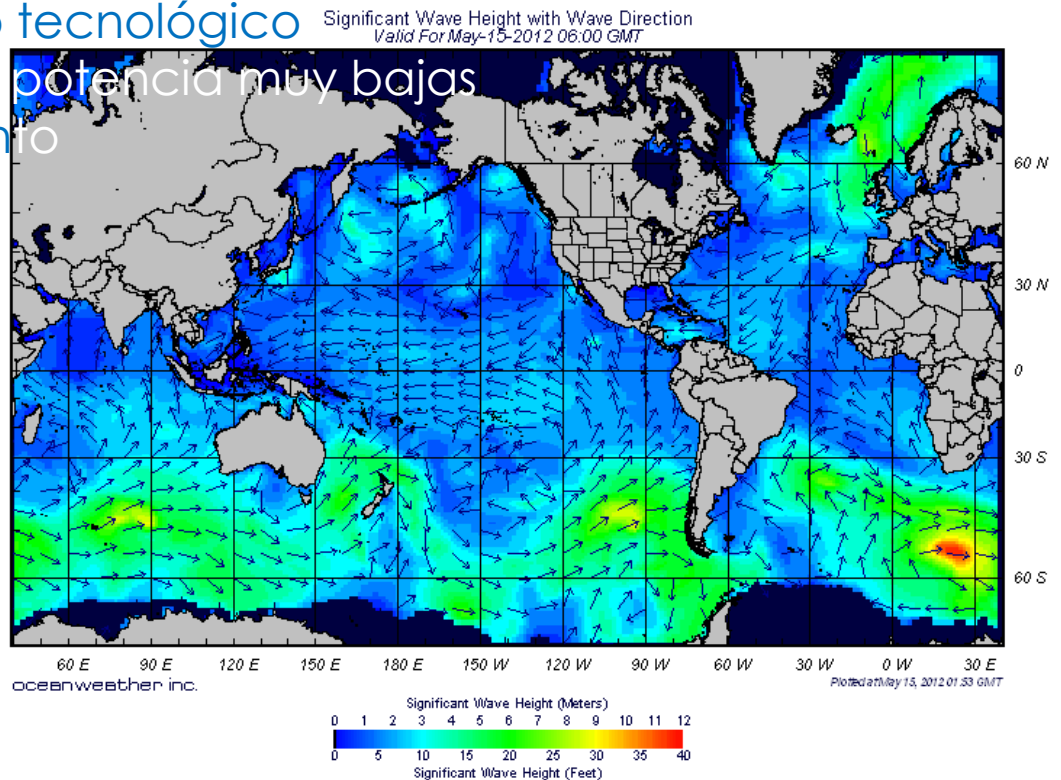 o tecnológico
Significant Wave Height with Wave Direction
Valid For May-15-2012 06:00 GMT
potencia muy bajas
nto
60 N
30 N
0
30 S
60 S
60 E 90 E 120 E 150 E 180 E 150 W 120 W 90 W 60 W 30 W 0 W 30 E
oceanweather inc.
Plotted at May 15, 2012 01:53 GMT
Significant Wave Height (Meters)
0 1 2 3 4 5 6 7 8 9 10 11 12
0 5 10 15 20 25 30 35 40
Significant Wave Height (Feet)